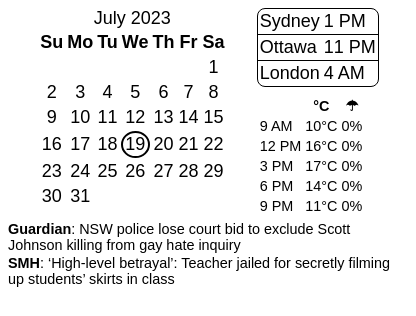 July 2023
Su Mo Tu We Th Fr Sa
1
2 3 4 5 6 7 8
9 10 11 12 13 14 15
16 17 18 19 20 21 22
23 24 25 26 27 28 29
30 31
Sydney 1 PM
Ottawa 11 PM
London 4 AM
°C ☂
9 AM 10°C 0%
12 PM 16°C 0%
3 PM 17°C 0%
6 PM 14°C 0%
9 PM 11°C 0%
Guardian: NSW police lose court bid to exclude Scott
Johnson killing from gay hate inquiry
SMH: ‘High-level betrayal’: Teacher jailed for secretly filming
up students’ skirts in class